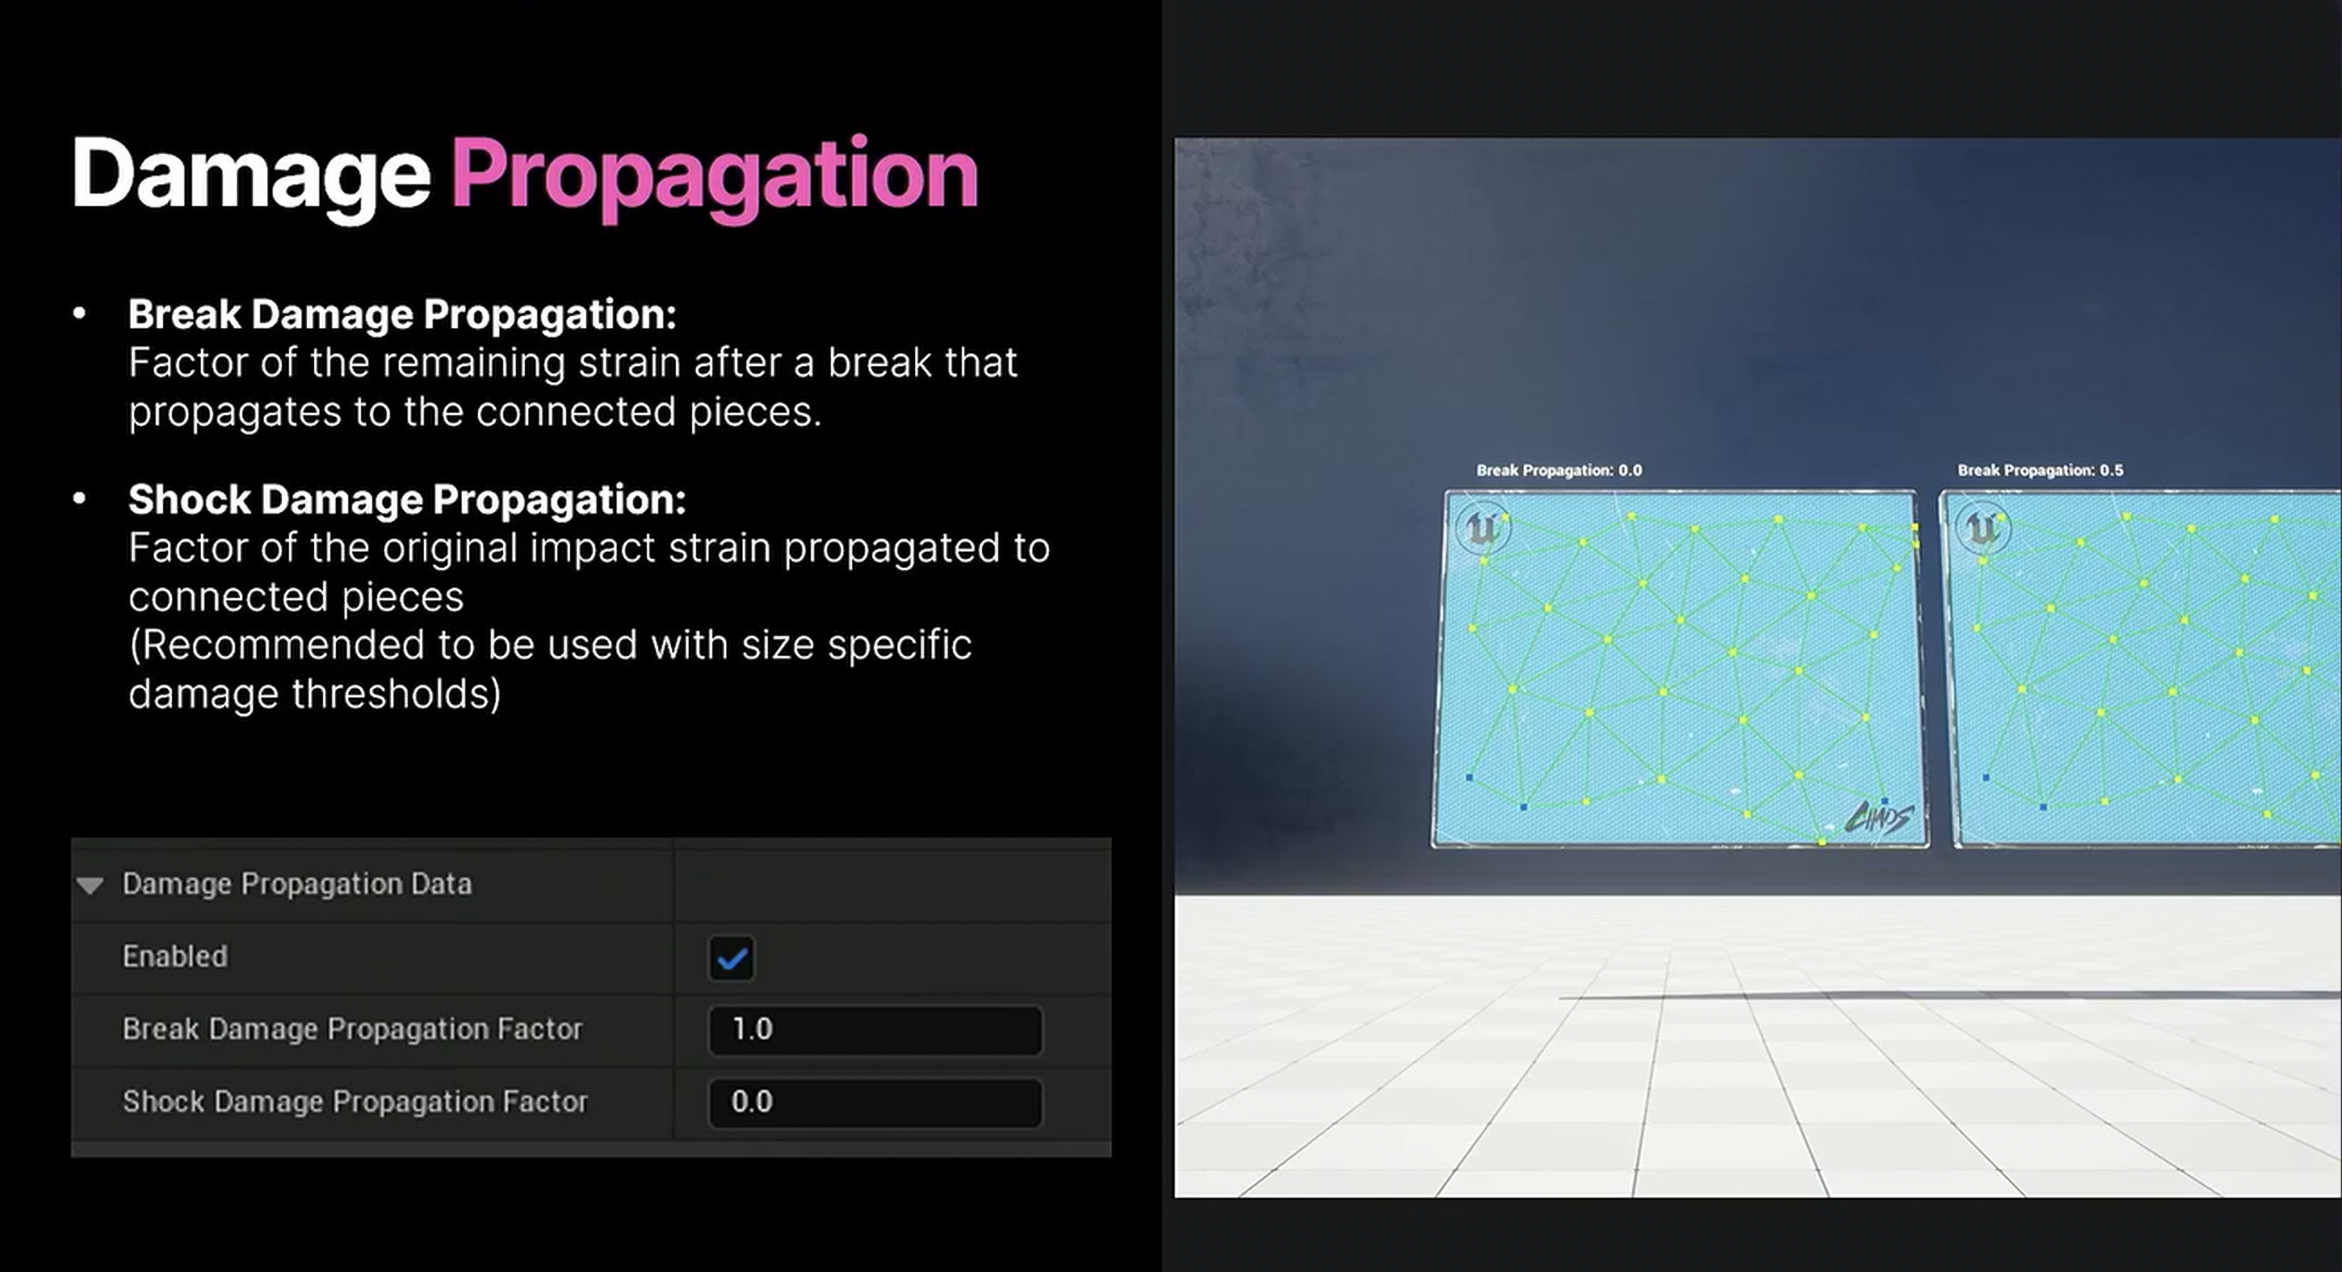 Damage Propagation
• Break Damage Propagation:
Factor of the remaining strain after a break that
propagates to the connected pieces.
• Shock Damage Propagation:
Factor of the original impact strain propagated to
connected pieces
(Recommended to be used with size specific
damage thresholds)
Damage Propagation Data
Enabled
Break Damage Propagation Factor 1.0
Shock Damage Propagation Factor 0.0
Break Propagation: 0.0
Break Propagation: 0.5
U
U
CHAOS